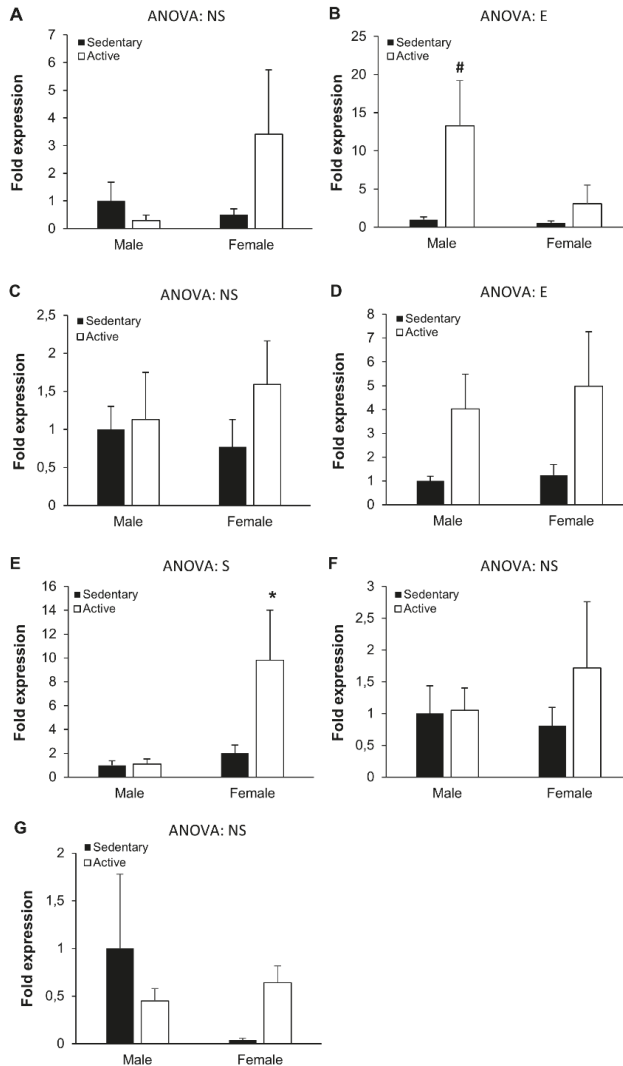 A
ANOVA: NS
Fold expression
7
6
5
4
3
2
1
0
Sedentary
Active
Male
Female
B
ANOVA: E
Fold expression
25
20
15
10
5
0
Sedentary
Active
#
Male
Female
C
ANOVA: NS
Fold expression
2,5
2
1,5
1
0,5
0
Sedentary
Active
Male
Female
D
ANOVA: E
Fold expression
8
7
6
5
4
3
2
1
0
Sedentary
Active
Male
Female
E
ANOVA: S
Fold expression
16
14
12
10
8
6
4
2
0
Sedentary
Active
*
Male
Female
F
ANOVA: NS
Fold expression
3
2,5
2
1,5
1
0,5
0
Sedentary
Active
Male
Female
G
ANOVA: NS
Fold expression
2
1,5
1
0,5
0
Sedentary
Active
Male
Female